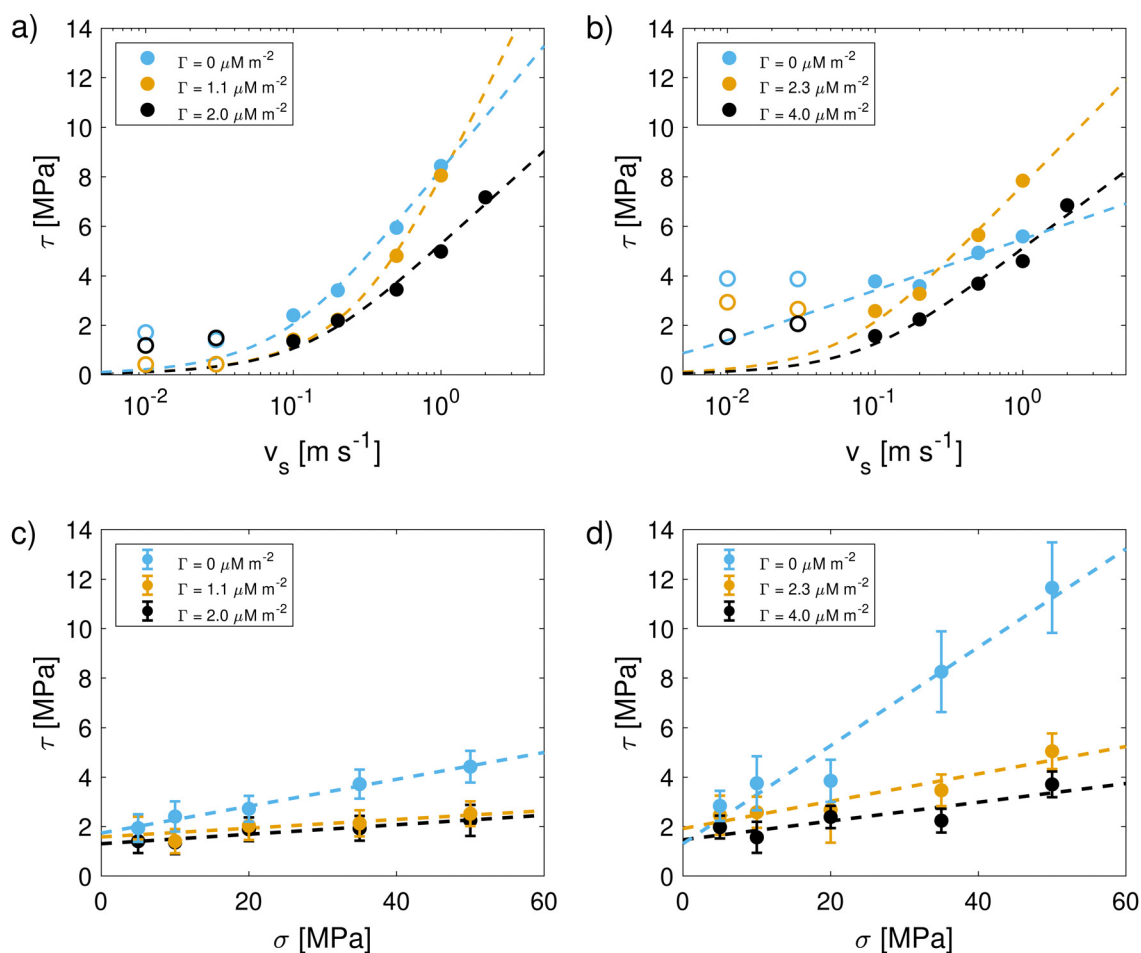 a)
14
12
10
8
6
4
2
0
τ [MPa]
Γ = 0 μM m⁻²
Γ = 1.1 μM m⁻²
Γ = 2.0 μM m⁻²
10⁻² 10⁻¹ 10⁰
vₛ [m s⁻¹]
b)
14
12
10
8
6
4
2
0
τ [MPa]
Γ = 0 μM m⁻²
Γ = 2.3 μM m⁻²
Γ = 4.0 μM m⁻²
10⁻² 10⁻¹ 10⁰
vₛ [m s⁻¹]
c)
14
12
10
8
6
4
2
0
τ [MPa]
Γ = 0 μM m⁻²
Γ = 1.1 μM m⁻²
Γ = 2.0 μM m⁻²
0 20 40 60
σ [MPa]
d)
14
12
10
8
6
4
2
0
τ [MPa]
Γ = 0 μM m⁻²
Γ = 2.3 μM m⁻²
Γ = 4.0 μM m⁻²
0 20 40 60
σ [MPa]